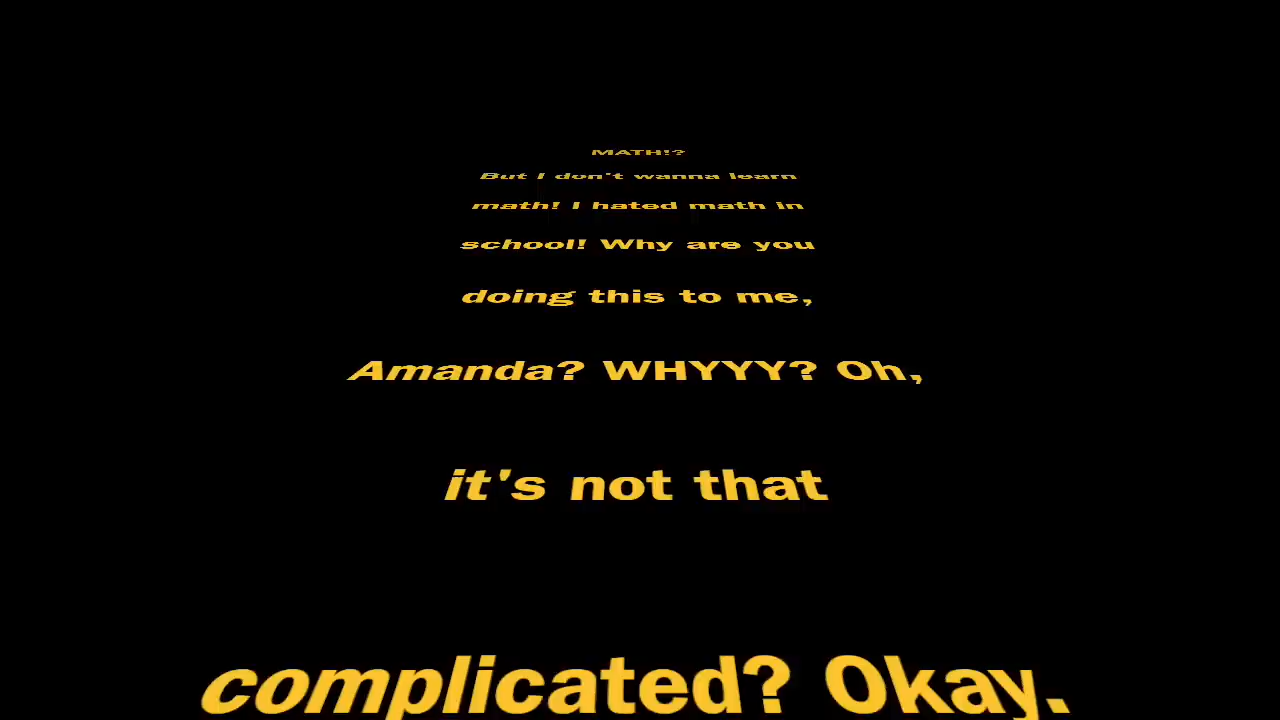 MATH!?
But I don't wanna learn
math! I hated math in
school! Why are you
doing this to me,
Amanda? WHYYY? Oh,
it's not that
complicated? Okay.